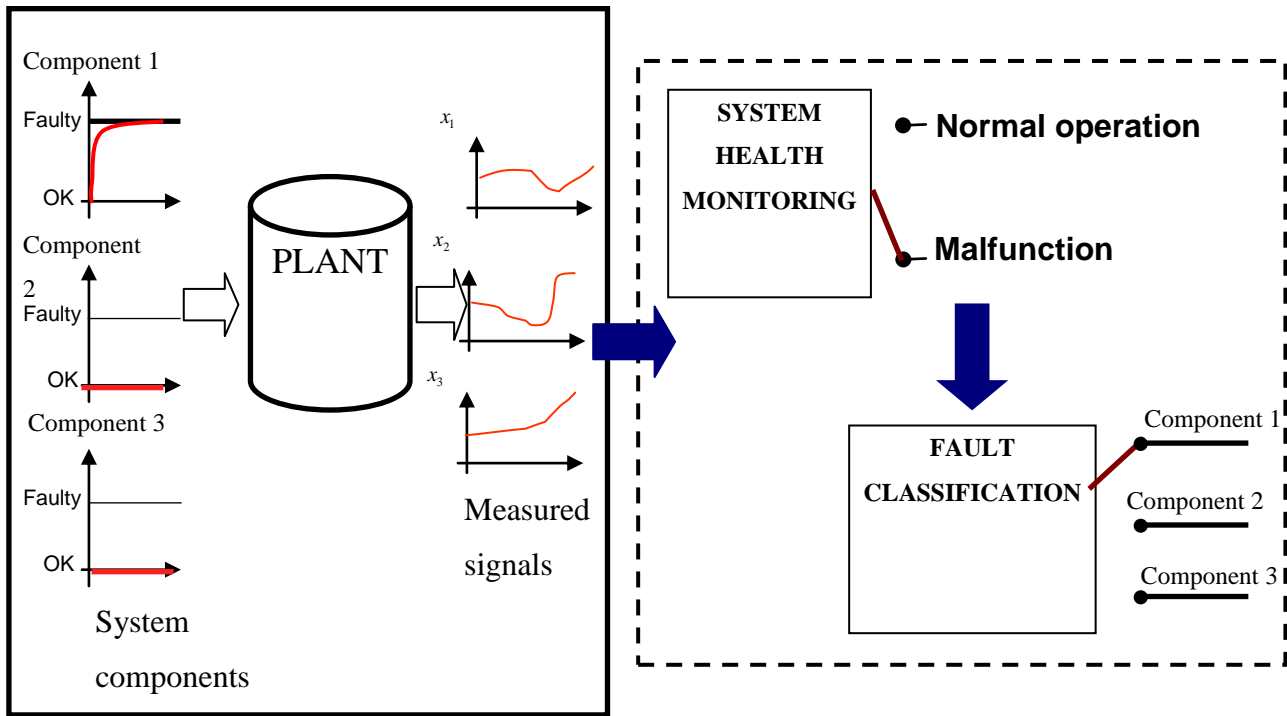 Component 1
Faulty
OK
Component
2
Faulty
OK
Component 3
Faulty
OK
System
components
PLANT
x1
x2
x3
Measured
signals
SYSTEM
HEALTH
MONITORING
Normal operation
Malfunction
FAULT
CLASSIFICATION
Component 1
Component 2
Component 3